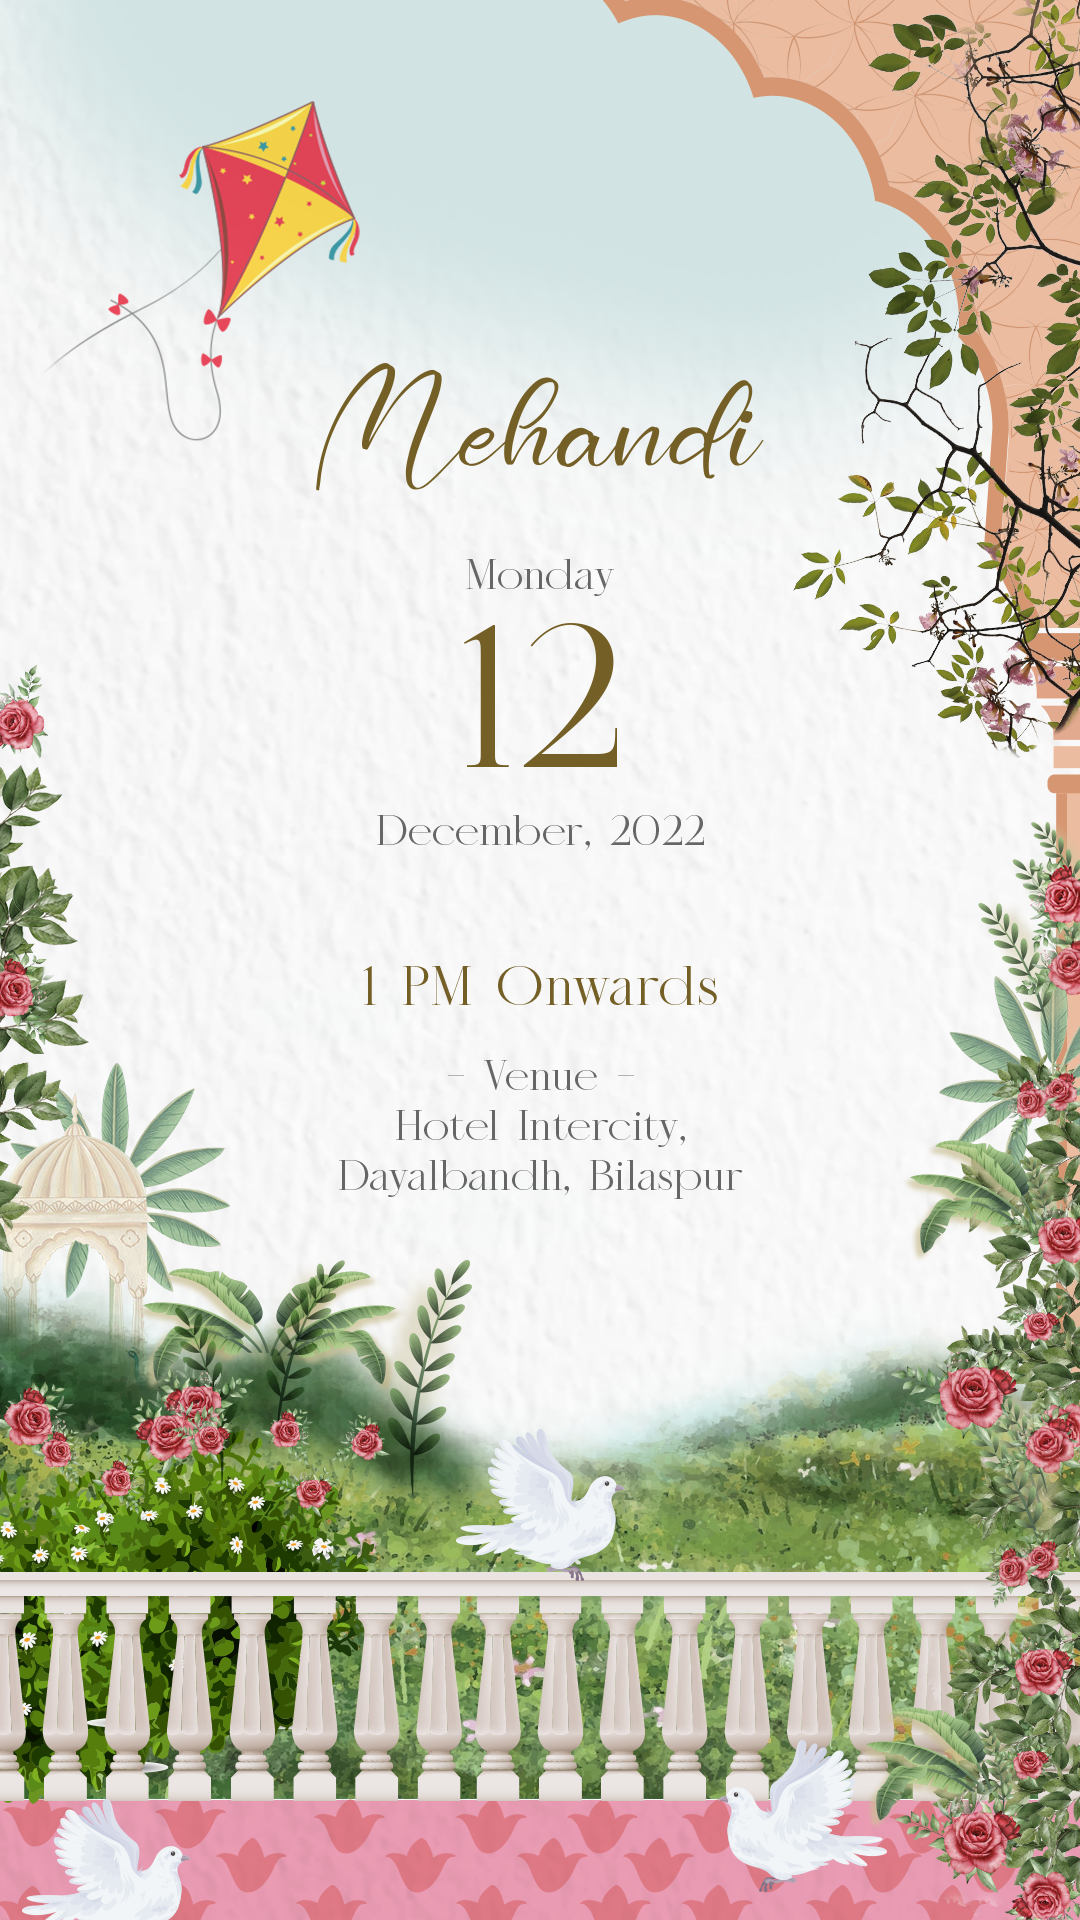 Mehandi
Monday
12
December, 2022
1 PM Onwards
- Venue -
Hotel Intercity,
Dayalbandh, Bilaspur